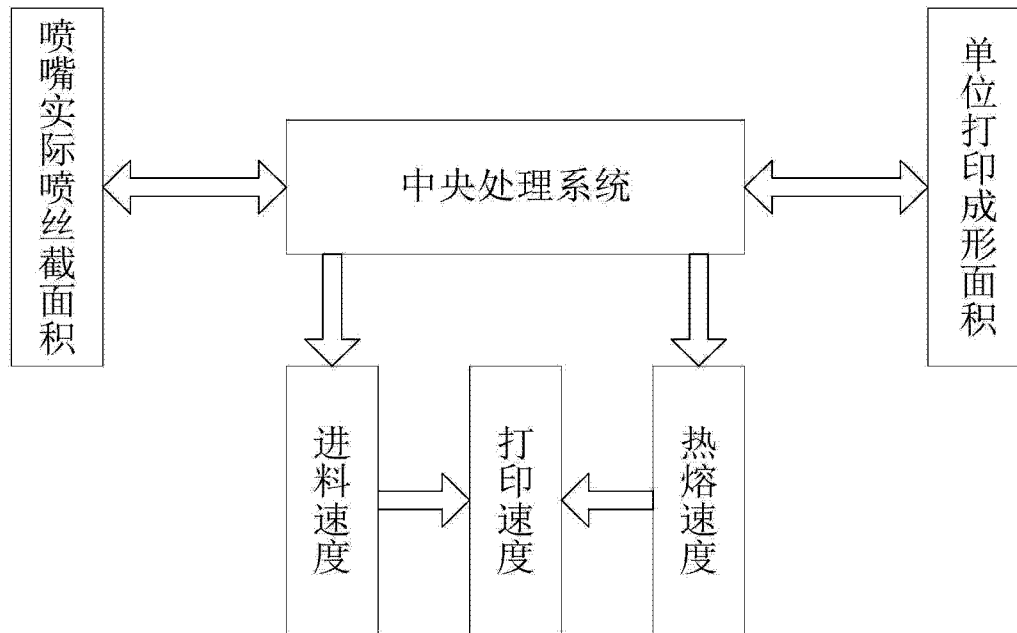 喷嘴实际喷丝截面积
中央处理系统
单位打印成形面积
进料速度
打印速度
热熔速度